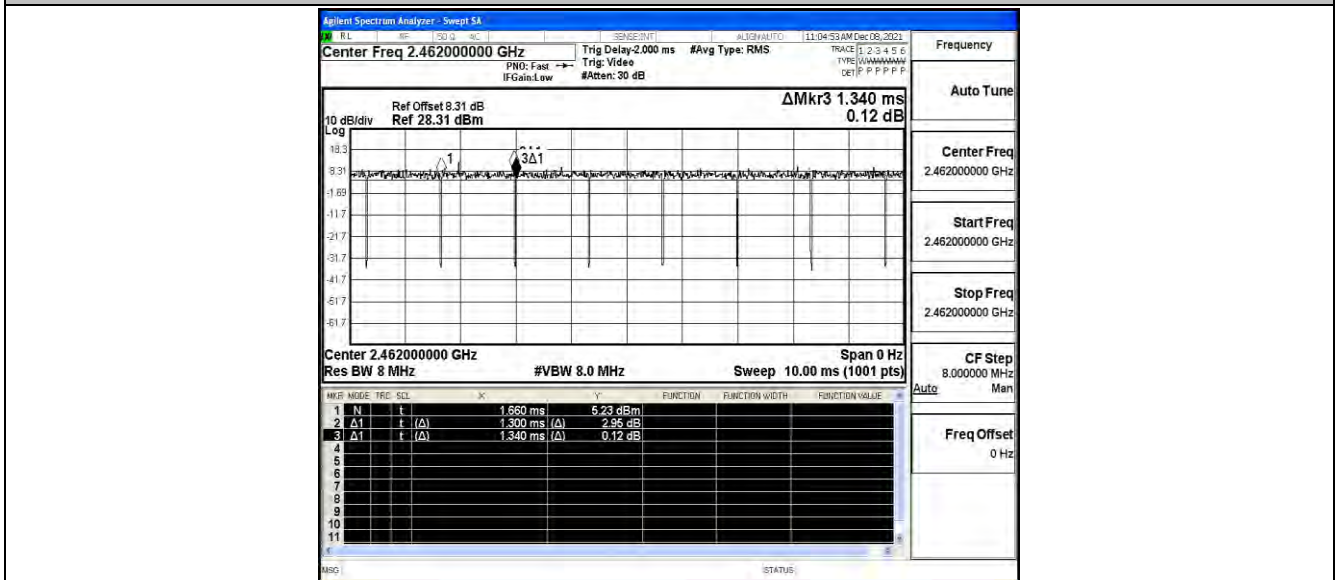 Agilent Spectrum Analyzer - Swept SA
RL RF 50 Ω AC SENSE:INT ALIGNAUTO 11:04:53 AM Dec 08, 2021
Center Freq 2.462000000 GHz
PNO: Fast
IFGain:Low
Trig Delay-2.000 ms
Trig: Video
#Atten: 30 dB
#Avg Type: RMS
TRACE 1 2 3 4 5 6
TYPE
DET P P P P P P
Ref Offset 8.31 dB
10 dB/div Ref 28.31 dBm
Log
ΔMkr3 1.340 ms
0.12 dB
18.3
8.31
-1.69
-11.7
-21.7
-31.7
-41.7
-51.7
-61.7
1
3Δ1
Center 2.462000000 GHz Span 0 Hz
Res BW 8 MHz #VBW 8.0 MHz Sweep 10.00 ms (1001 pts)
MKR MODE TRC SCL X Y FUNCTION FUNCTION WIDTH FUNCTION VALUE
1 N t 1.660 ms 5.23 dBm
2 Δ1 t (Δ) 1.300 ms (Δ) 2.95 dB
3 Δ1 t (Δ) 1.340 ms (Δ) 0.12 dB
4
5
6
7
8
9
10
11
MSG STATUS
Frequency
Auto Tune
Center Freq
2.462000000 GHz
Start Freq
2.462000000 GHz
Stop Freq
2.462000000 GHz
CF Step
8.000000 MHz
Auto Man
Freq Offset
0 Hz